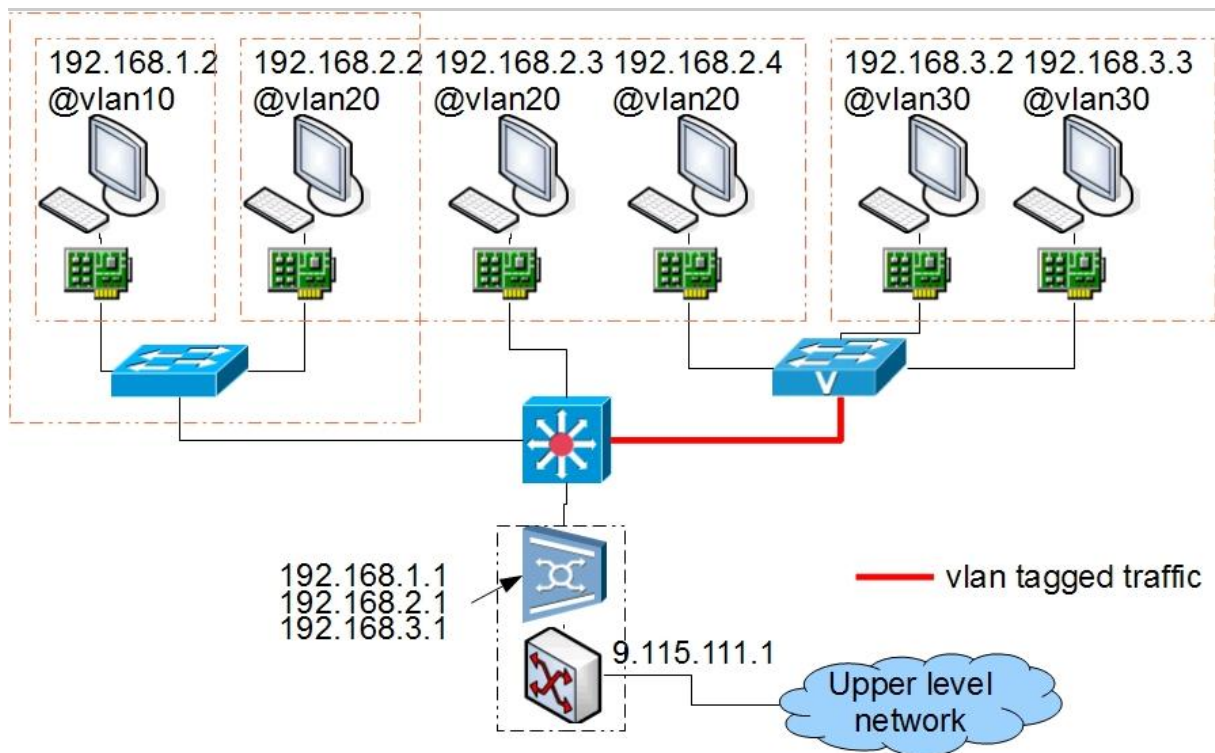 192.168.1.2 192.168.2.2 192.168.2.3 192.168.2.4 192.168.3.2 192.168.3.3
@vlan10 @vlan20 @vlan20 @vlan20 @vlan30 @vlan30
V
192.168.1.1
192.168.2.1
192.168.3.1
vlan tagged traffic
9.115.111.1
Upper level
network